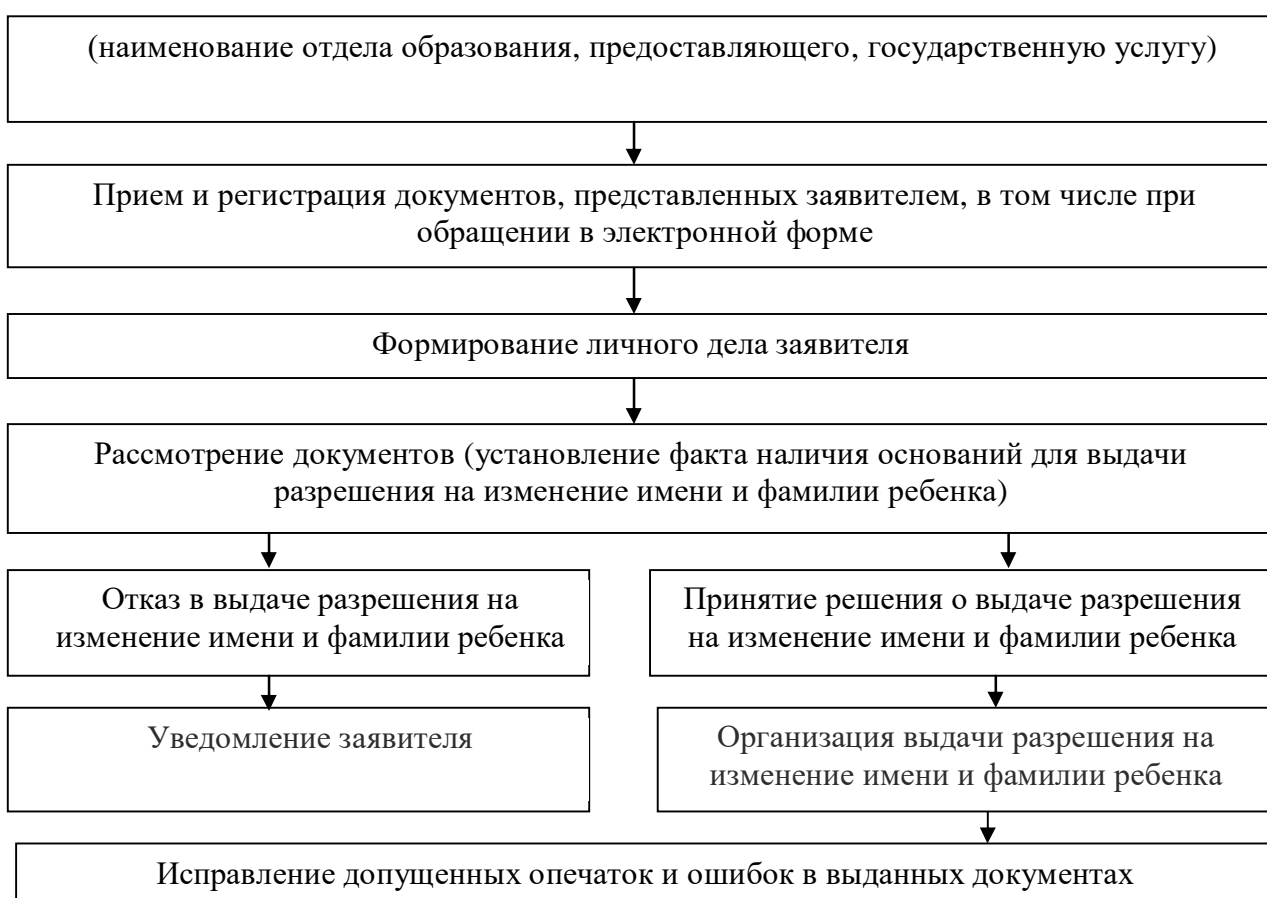 (наименование отдела образования, предоставляющего, государственную услугу)
Прием и регистрация документов, представленных заявителем, в том числе при
обращении в электронной форме
Формирование личного дела заявителя
Рассмотрение документов (установление факта наличия оснований для выдачи
разрешения на изменение имени и фамилии ребенка)
Отказ в выдаче разрешения на
изменение имени и фамилии ребенка
Принятие решения о выдаче разрешения
на изменение имени и фамилии ребенка
Уведомление заявителя
Организация выдачи разрешения на
изменение имени и фамилии ребенка
Исправление допущенных опечаток и ошибок в выданных документах